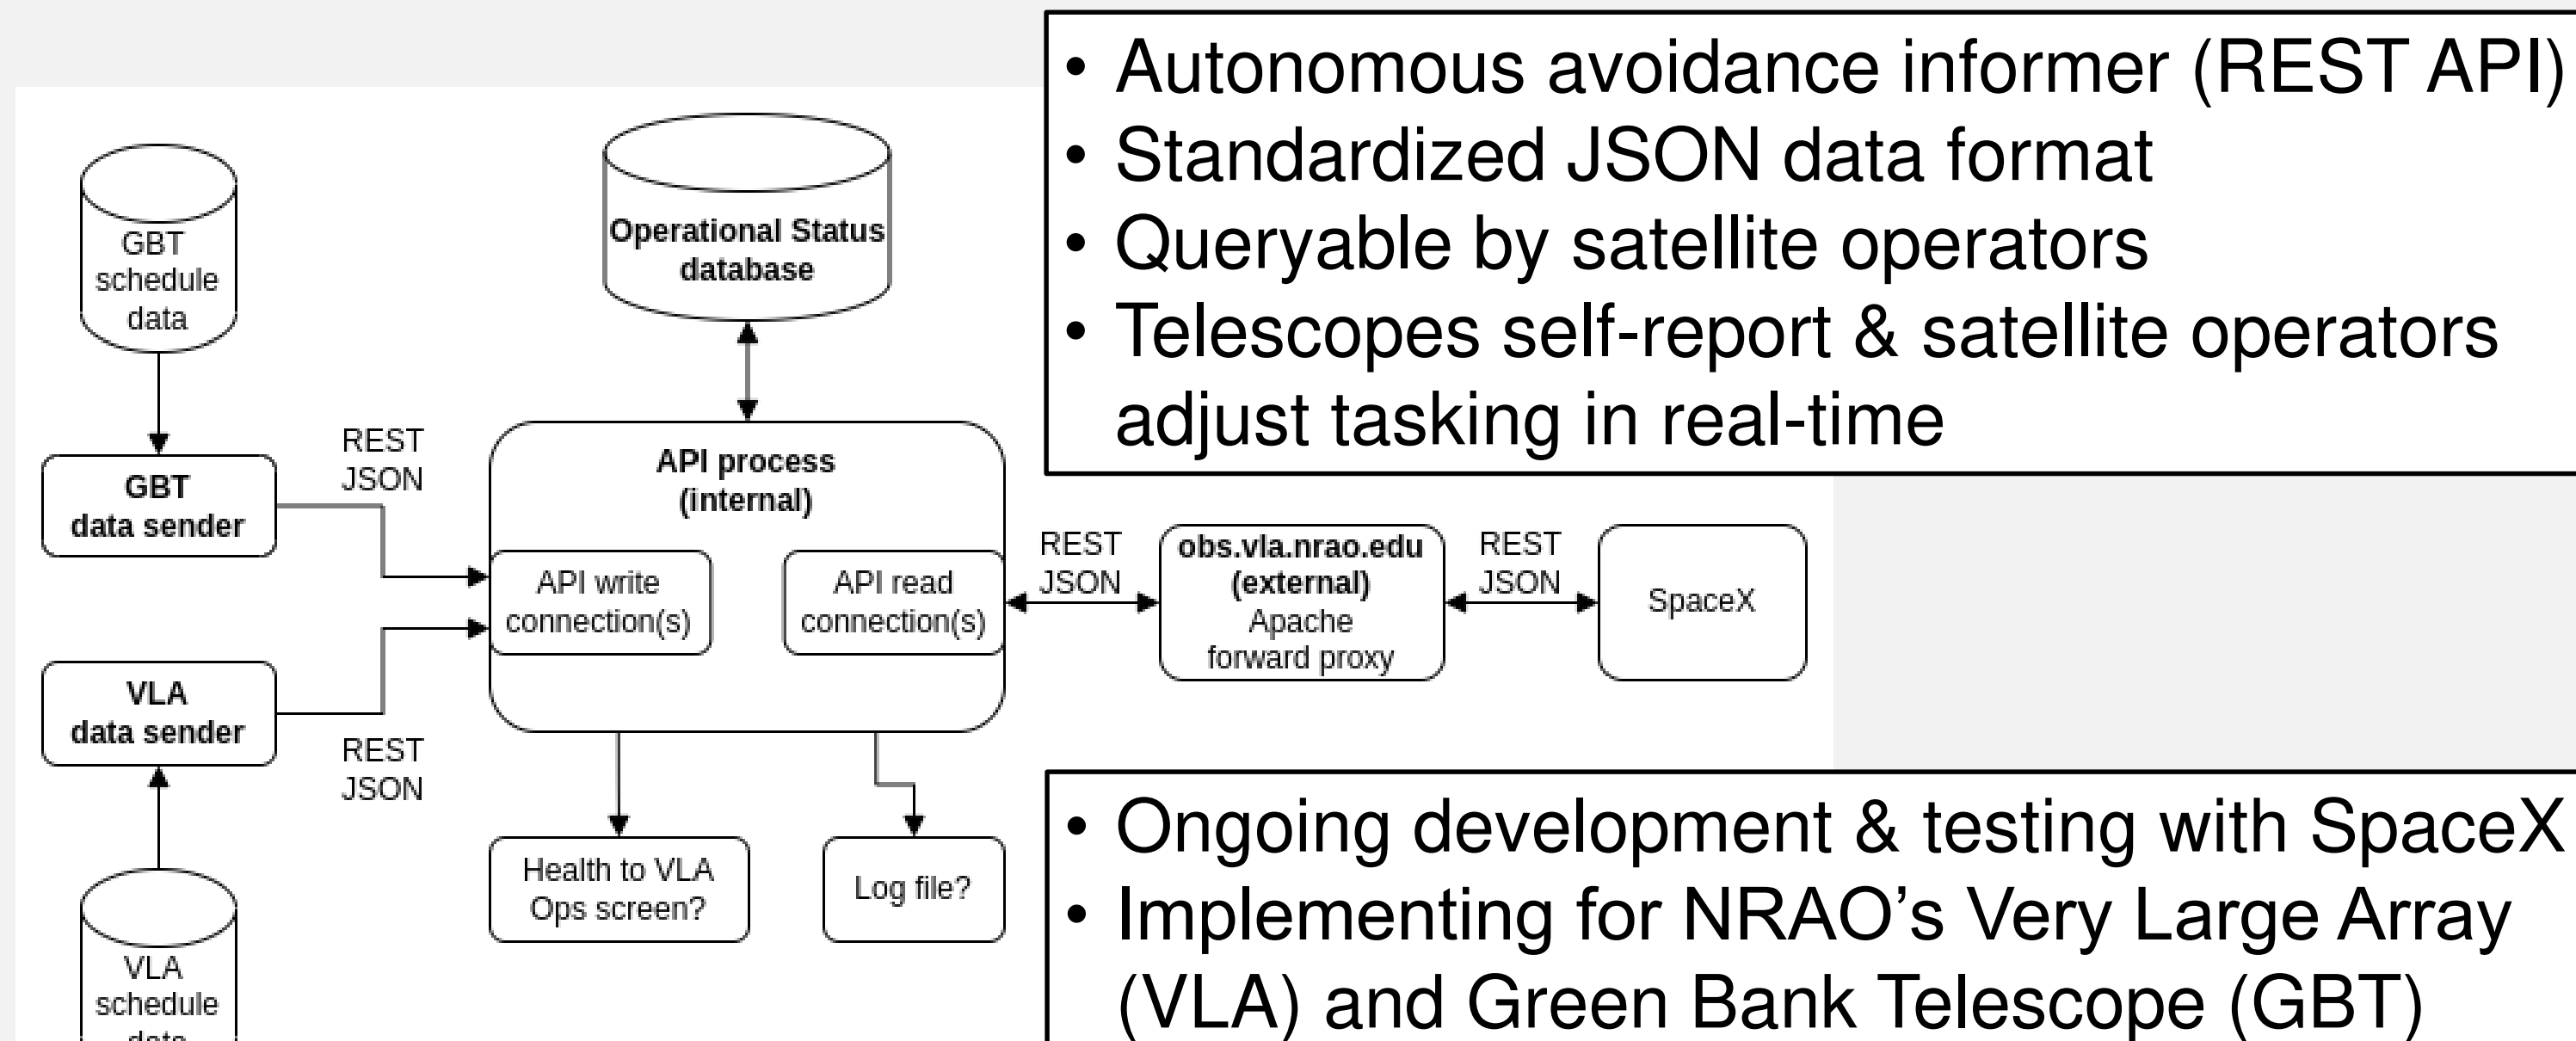 • Autonomous avoidance informer (REST API)
• Standardized JSON data format
• Queryable by satellite operators
• Telescopes self-report & satellite operators
adjust tasking in real-time
GBT
schedule
data
Operational Status
database
GBT
data sender
REST
JSON
API process
(internal)
API write
connection(s)
API read
connection(s)
REST
JSON
obs.vla.nrao.edu
(external)
Apache
forward proxy
REST
JSON
SpaceX
VLA
data sender
REST
JSON
Health to VLA
Ops screen?
Log file?
VLA
schedule
data
• Ongoing development & testing with SpaceX
• Implementing for NRAO’s Very Large Array
(VLA) and Green Bank Telescope (GBT)